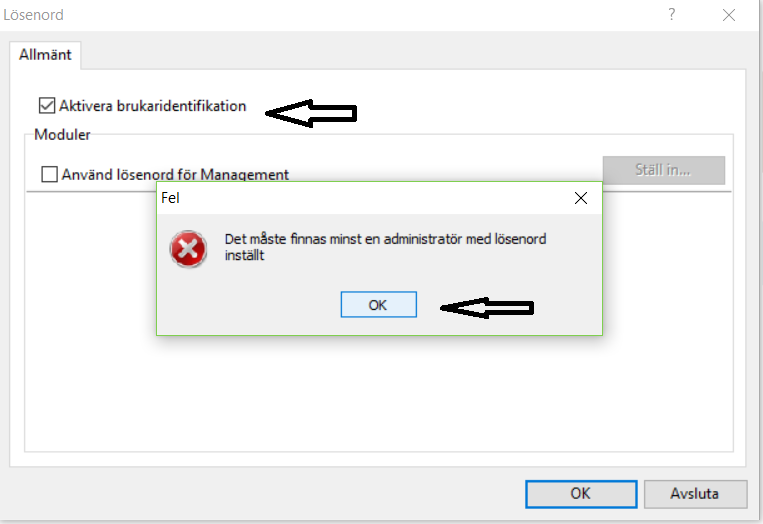 Lösenord
?
Allmänt
Aktivera brukaridentifikation
Moduler
Använd lösenord för Management
Ställ in...
Fel
Det måste finnas minst en administratör med lösenord
inställt
OK
OK
Avsluta